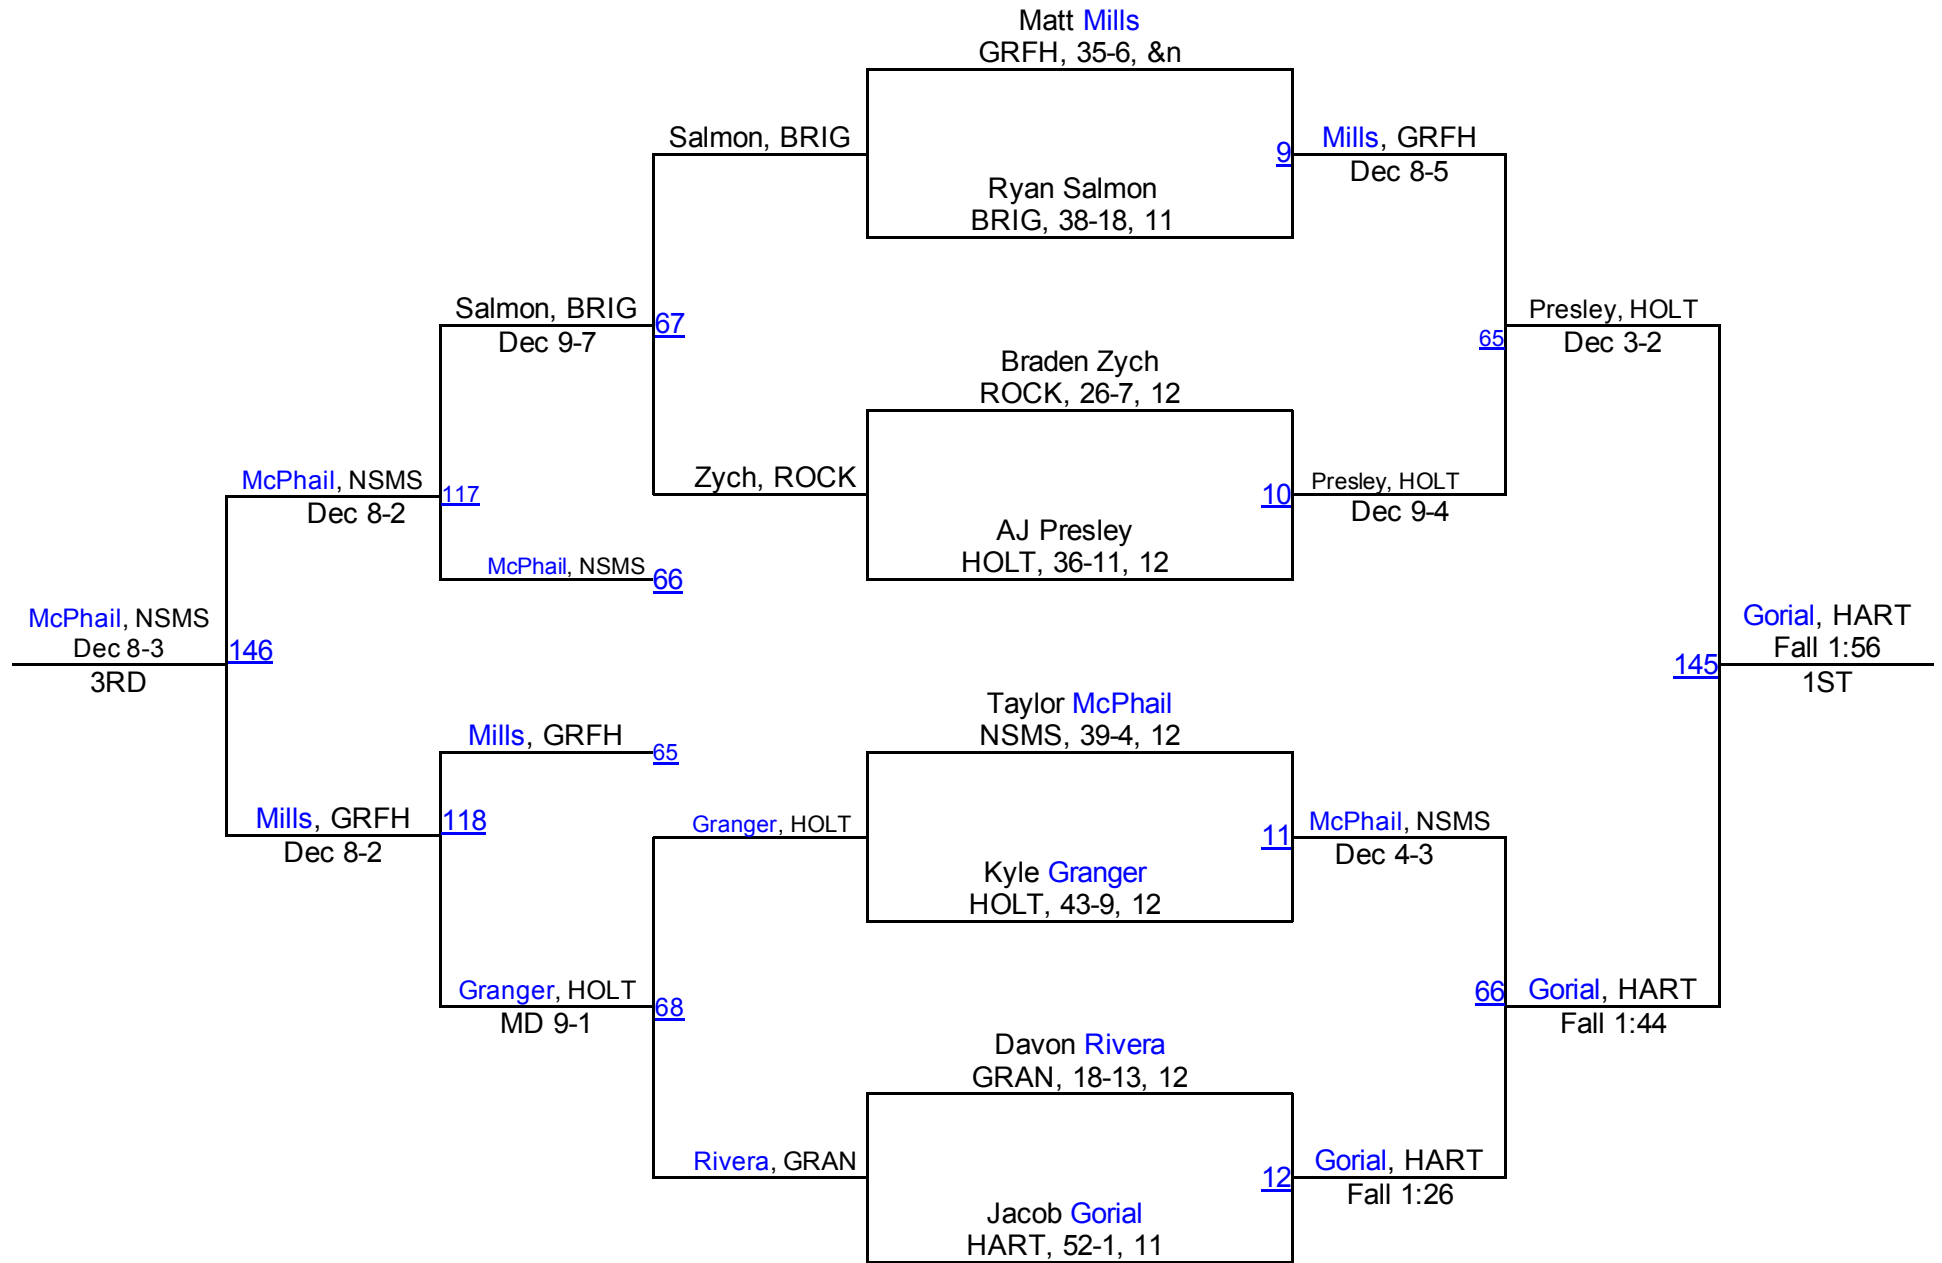 Matt Mills
GRFH, 35-6, &n
Salmon, BRIG
9
Mills, GRFH
Dec 8-5
Ryan Salmon
BRIG, 38-18, 11
Salmon, BRIG
Dec 9-7
67
65
Presley, HOLT
Dec 3-2
Braden Zych
ROCK, 26-7, 12
McPhail, NSMS
Dec 8-2
117
Zych, ROCK
10
Presley, HOLT
Dec 9-4
AJ Presley
HOLT, 36-11, 12
McPhail, NSMS
66
McPhail, NSMS
Dec 8-3
3RD
146
145
Gorial, HART
Fall 1:56
1ST
Taylor McPhail
NSMS, 39-4, 12
Mills, GRFH
65
Mills, GRFH
Dec 8-2
118
Granger, HOLT
11
McPhail, NSMS
Dec 4-3
Kyle Granger
HOLT, 43-9, 12
Granger, HOLT
MD 9-1
68
66
Gorial, HART
Fall 1:44
Davon Rivera
GRAN, 18-13, 12
Rivera, GRAN
12
Gorial, HART
Fall 1:26
Jacob Gorial
HART, 52-1, 11